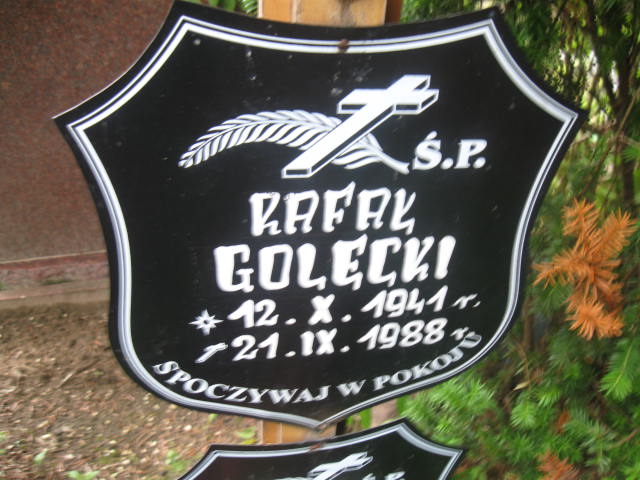 Ś.P.
RAFAŁ
GOLĘCKI
* 12. X. 1941 r.
† 21. IX. 1988 r.
SPOCZYWAJ W POKOJU
Ś.